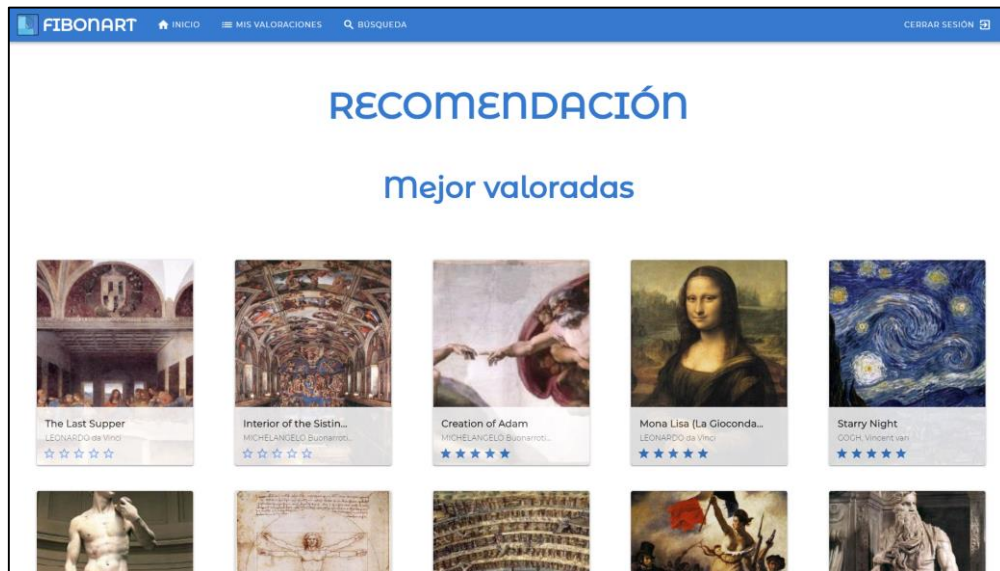 FIBONART INICIO MIS VALORACIONES BÚSQUEDA CERRAR SESIÓN
RECOMENDACIÓN
Mejor valoradas
The Last Supper
LEONARDO da Vinci
Interior of the Sistin...
MICHELANGELO Buonarroti...
Creation of Adam
MICHELANGELO Buonarroti...
Mona Lisa (La Gioconda...
LEONARDO da Vinci
Starry Night
GOGH, Vincent van